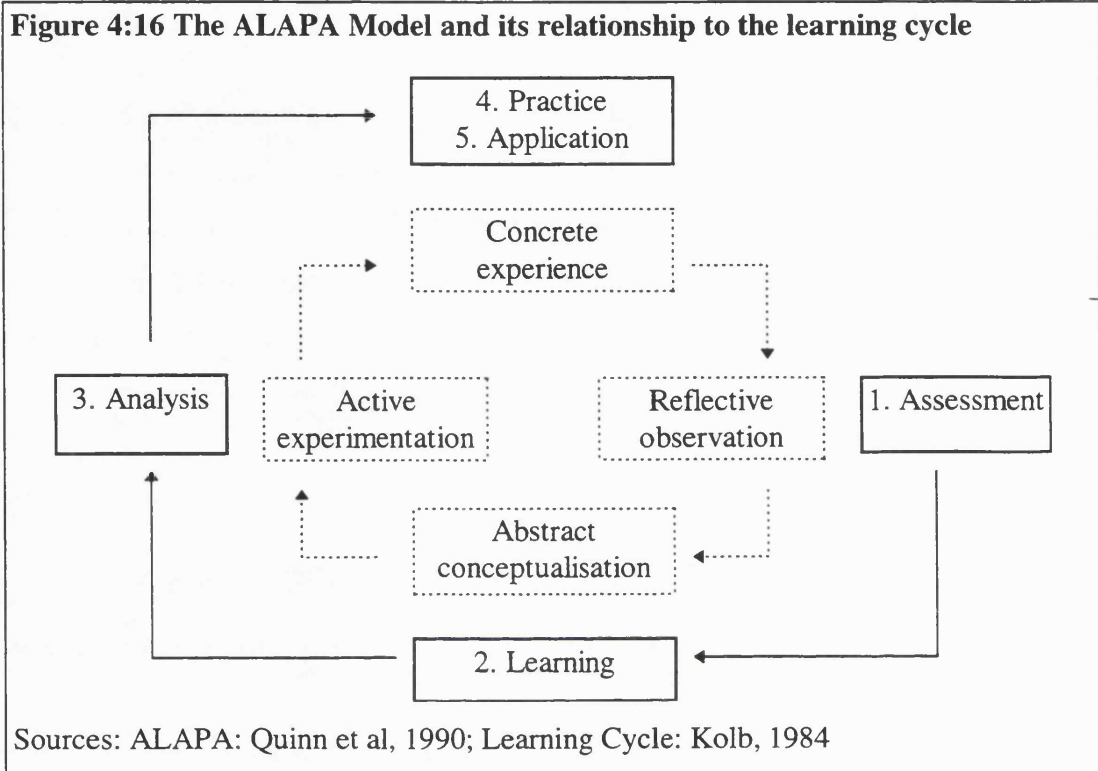 Figure 4:16 The ALAPA Model and its relationship to the learning cycle
4. Practice
5. Application
Concrete
experience
3. Analysis
Active
experimentation
Reflective
observation
1. Assessment
Abstract
conceptualisation
2. Learning
Sources: ALAPA: Quinn et al, 1990; Learning Cycle: Kolb, 1984